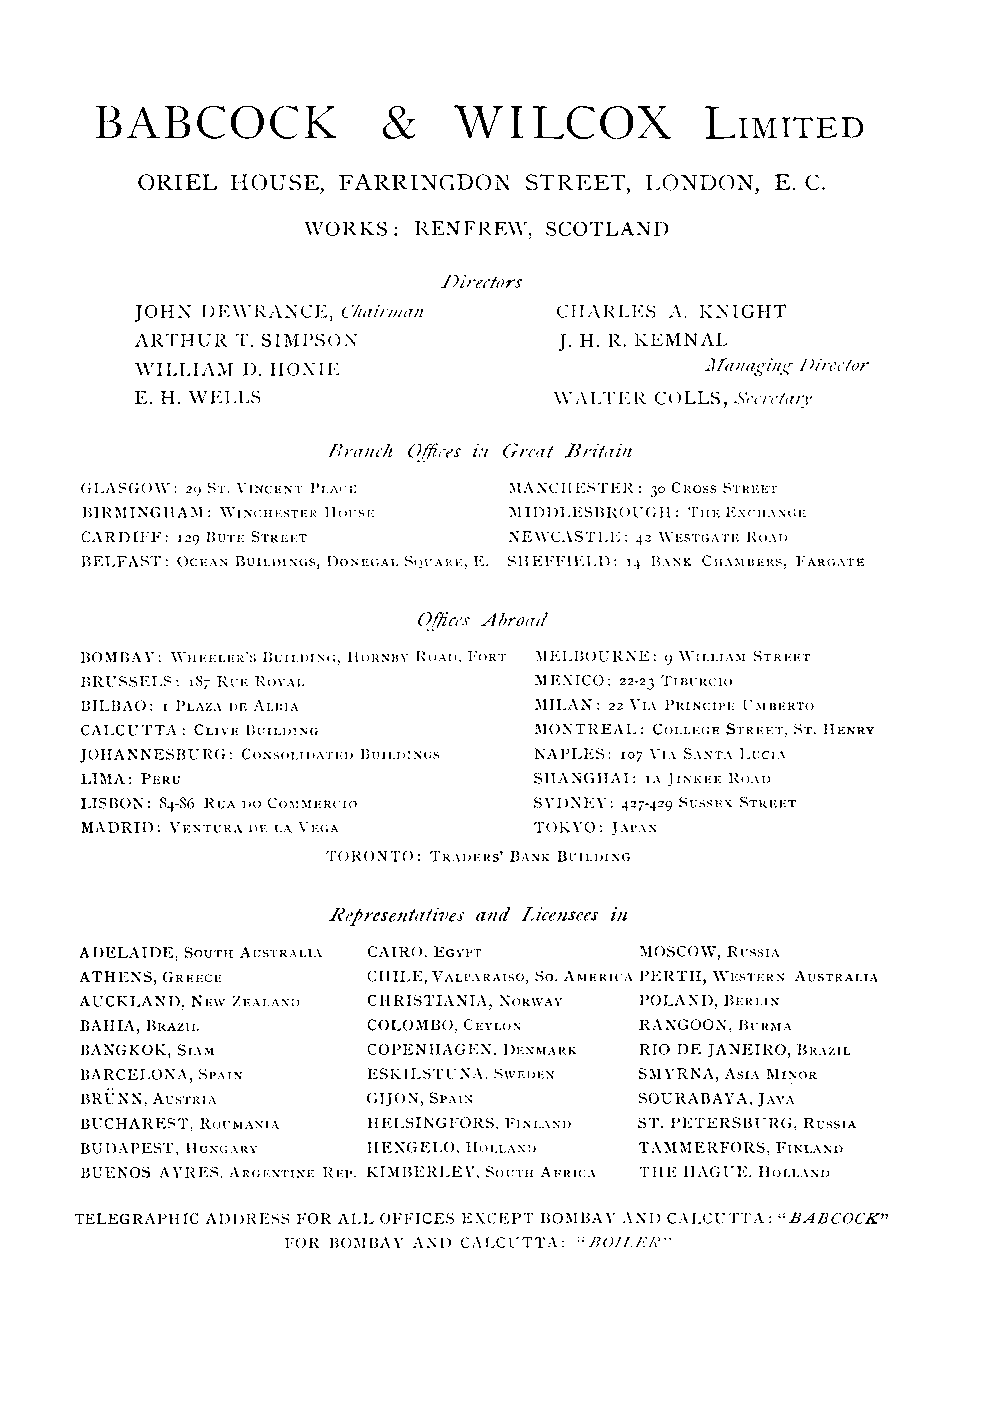 BABCOCK & WILCOX LIMITED
ORIEL HOUSE, FARRINGDON STREET, LONDON, E. C.
WORKS: RENFREW, SCOTLAND
Directors
JOHN DEWRANCE, Chairman
ARTHUR T. SIMPSON
WILLIAM D. HOXIE
E. H. WELLS
CHARLES A. KNIGHT
J. H. R. KEMNAL
Managing Director
WALTER COLLS, Secretary
Branch Offices in Great Britain
GLASGOW: 29 ST. VINCENT PLACE
BIRMINGHAM: WINCHESTER HOUSE
CARDIFF: 129 BUTE STREET
BELFAST: OCEAN BUILDINGS, DONEGAL SQUARE, E.
MANCHESTER: 30 CROSS STREET
MIDDLESBROUGH: THE EXCHANGE
NEWCASTLE: 42 WESTGATE ROAD
SHEFFIELD: 14 BANK CHAMBERS, FARGATE
Offices Abroad
BOMBAY: WHEELER'S BUILDING, HORNBY ROAD, FORT
BRUSSELS: 187 RUE ROYAL
BILBAO: 1 PLAZA DE ALBIA
CALCUTTA: CLIVE BUILDING
JOHANNESBURG: CONSOLIDATED BUILDINGS
LIMA: PERU
LISBON: 84-86 RUA DO COMMERCIO
MADRID: VENTURA DE LA VEGA
MELBOURNE: 9 WILLIAM STREET
MEXICO: 22-23 TIBURCIO
MILAN: 22 VIA PRINCIPE UMBERTO
MONTREAL: COLLEGE STREET, ST. HENRY
NAPLES: 107 VIA SANTA LUCIA
SHANGHAI: 1A JINKEE ROAD
SYDNEY: 427-429 SUSSEX STREET
TOKYO: JAPAN
TORONTO: TRADERS' BANK BUILDING
Representatives and Licensees in
ADELAIDE, SOUTH AUSTRALIA
ATHENS, GREECE
AUCKLAND, NEW ZEALAND
BAHIA, BRAZIL
BANGKOK, SIAM
BARCELONA, SPAIN
BRÜNN, AUSTRIA
BUCHAREST, ROUMANIA
BUDAPEST, HUNGARY
BUENOS AYRES, ARGENTINE REP.
CAIRO, EGYPT
CHILE, VALPARAISO, SO. AMERICA
CHRISTIANIA, NORWAY
COLOMBO, CEYLON
COPENHAGEN, DENMARK
ESKILSTUNA, SWEDEN
GIJON, SPAIN
HELSINGFORS, FINLAND
HENGELO, HOLLAND
KIMBERLEY, SOUTH AFRICA
MOSCOW, RUSSIA
PERTH, WESTERN AUSTRALIA
POLAND, BERLIN
RANGOON, BURMA
RIO DE JANEIRO, BRAZIL
SMYRNA, ASIA MINOR
SOURABAYA, JAVA
ST. PETERSBURG, RUSSIA
TAMMERFORS, FINLAND
THE HAGUE, HOLLAND
TELEGRAPHIC ADDRESS FOR ALL OFFICES EXCEPT BOMBAY AND CALCUTTA: "BABCOCK"
FOR BOMBAY AND CALCUTTA: "BOILER"